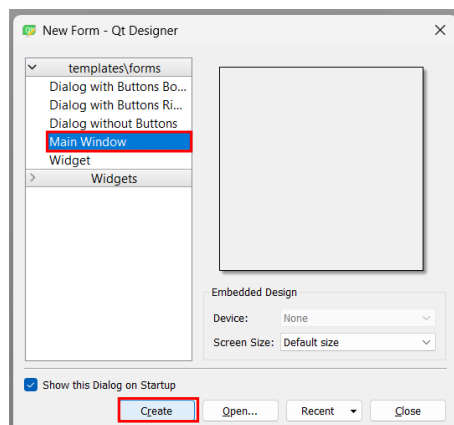 New Form - Qt Designer
templates\forms
Dialog with Buttons Bo...
Dialog with Buttons Ri...
Dialog without Buttons
Main Window
Widget
Widgets
Embedded Design
Device: None
Screen Size: Default size
Show this Dialog on Startup
Create Open... Recent Close